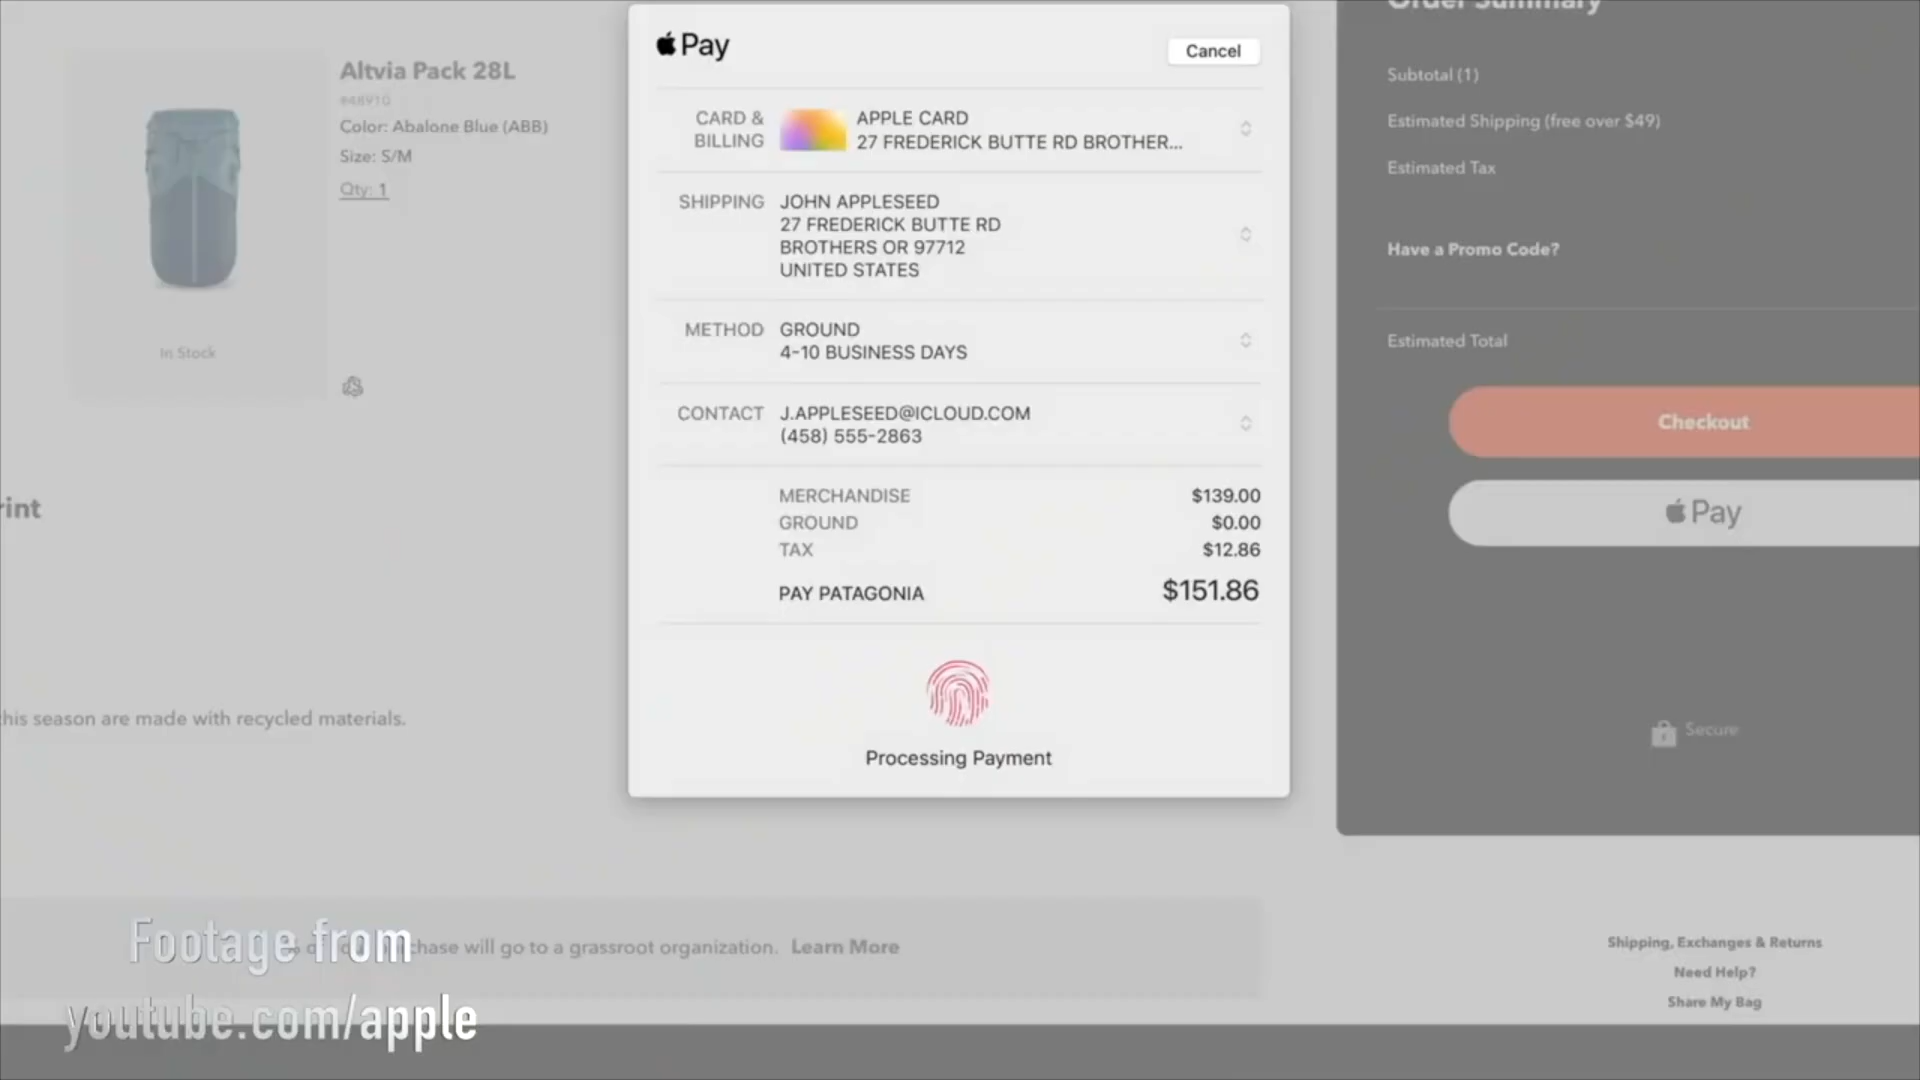 Altvia Pack 28L
#48910
Color: Abalone Blue (ABB)
Size: S/M
Qty: 1
In Stock
rint
his season are made with recycled materials.
chase will go to a grassroot organization. Learn More
Pay
Cancel
CARD & BILLING
APPLE CARD
27 FREDERICK BUTTE RD BROTHER...
SHIPPING
JOHN APPLESEED
27 FREDERICK BUTTE RD
BROTHERS OR 97712
UNITED STATES
METHOD
GROUND
4-10 BUSINESS DAYS
CONTACT
J.APPLESEED@ICLOUD.COM
(458) 555-2863
MERCHANDISE $139.00
GROUND $0.00
TAX $12.86
PAY PATAGONIA $151.86
Processing Payment
Order Summary
Subtotal (1)
Estimated Shipping (free over $49)
Estimated Tax
Have a Promo Code?
Estimated Total
Checkout
Pay
Secure
Shipping, Exchanges & Returns
Need Help?
Share My Bag
Footage from
youtube.com/apple